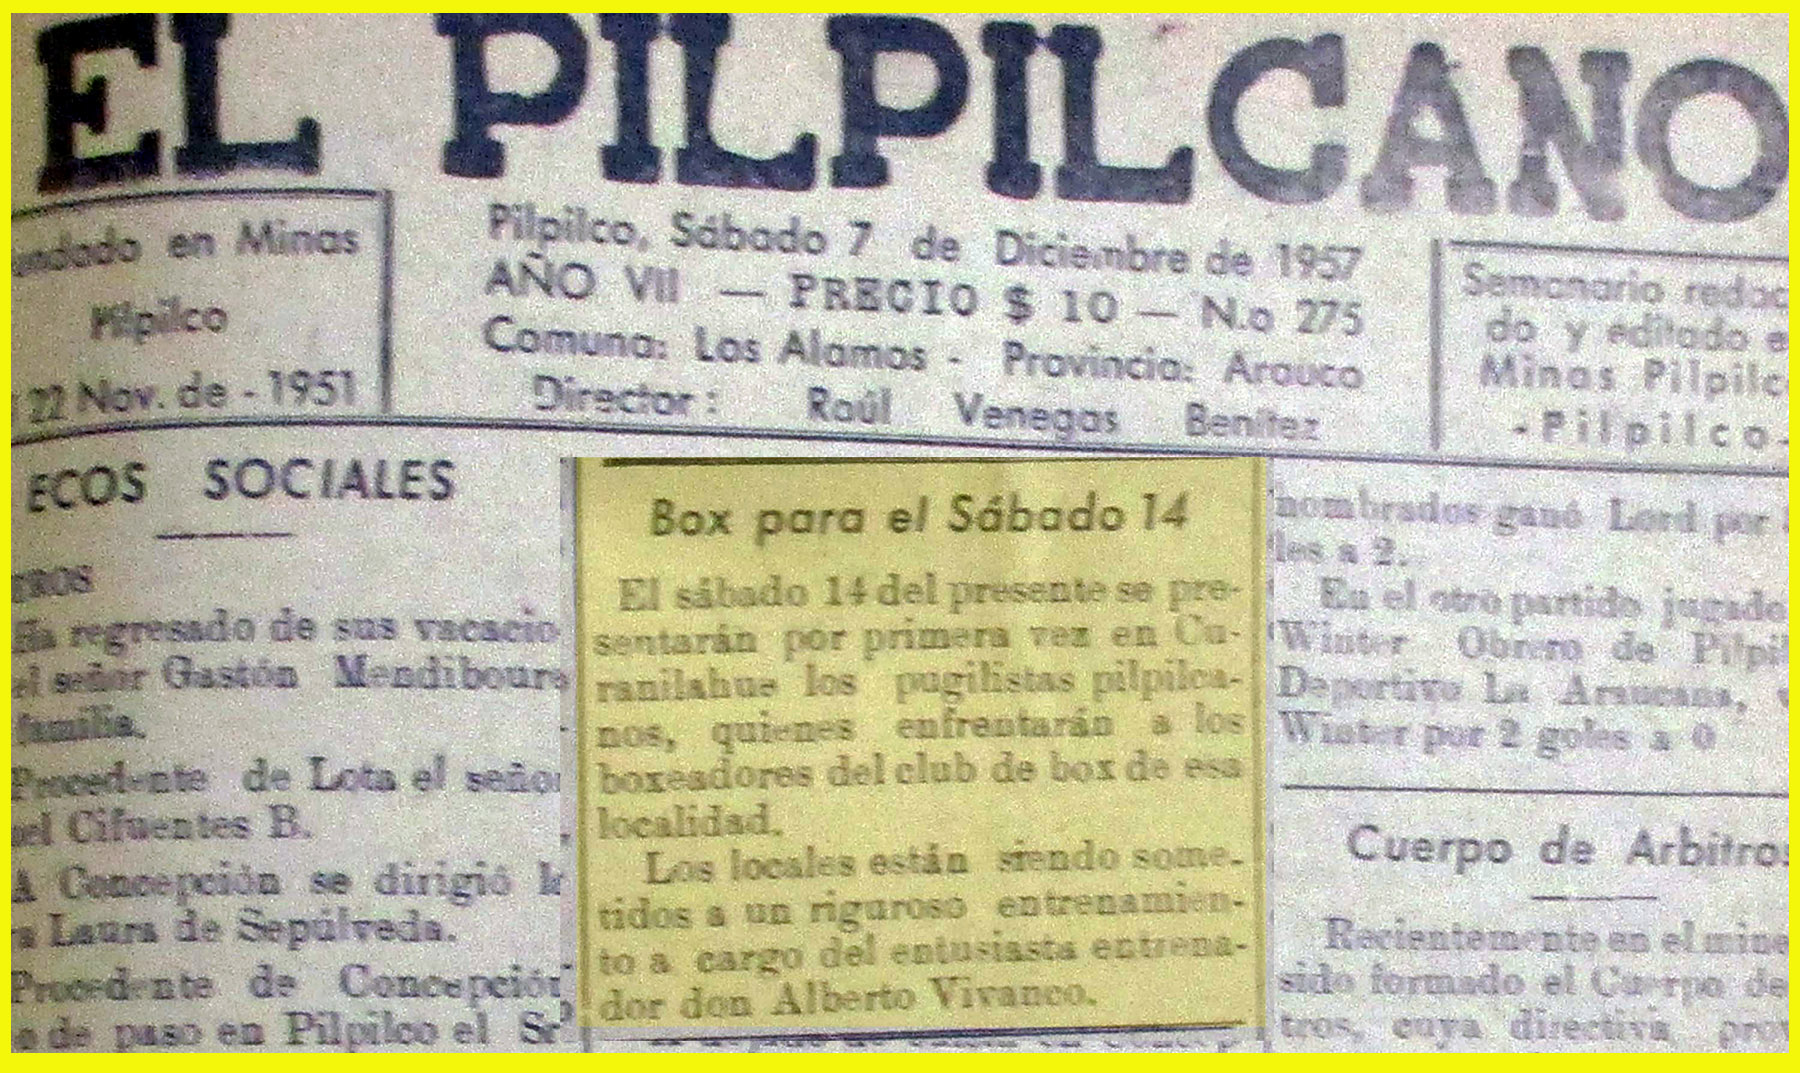 EL PILPILCANO
undado en Minas
Pilpilco
22 Nov. de - 1951
Pilpilco, Sábado 7 de Diciembre de 1957
AÑO VII — PRECIO $ 10 — N.o 275
Comuna: Los Alamos - Provincia: Arauco
Director : Raúl Venegas Benítez
Semanario redac
do y editado e
Minas Pilpilc
- Pilpilco -
ECOS SOCIALES
TROS
Ha regresado de sus vacacio
el señor Gastón Mendiboure
familia.
Procedente de Lota el señor
uel Cifuentes B.
A Concepción se dirigió la
a Laura de Sepúlveda.
Procedente de Concepción
o de paso en Pilpilco el Sr
Box para el Sábado 14
El sábado 14 del presente se pre-
sentarán por primera vez en Cu-
ranilahue los pugilistas pilpilca-
nos, quienes enfrentarán a los
boxeadores del club de box de esa
localidad.
Los locales están siendo some-
tidos a un riguroso entrenamien-
to a cargo del entusiasta entrena-
dor don Alberto Vivanco.
nombrados ganó Lord por
les a 2.
En el otro partido jugado
Winter Obrero de Pilpil
Deportivo La Araucana, v
Winter por 2 goles a 0
Cuerpo de Arbitros
Recientemente en el mine
sido formado el Cuerpo de
tros, cuya directiva prov